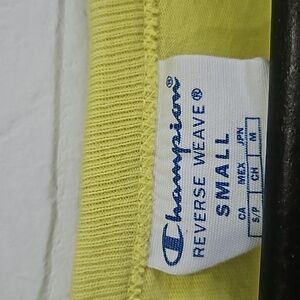 Champion
REVERSE WEAVE®
SMALL
CA MEX JPN
S/P CH M